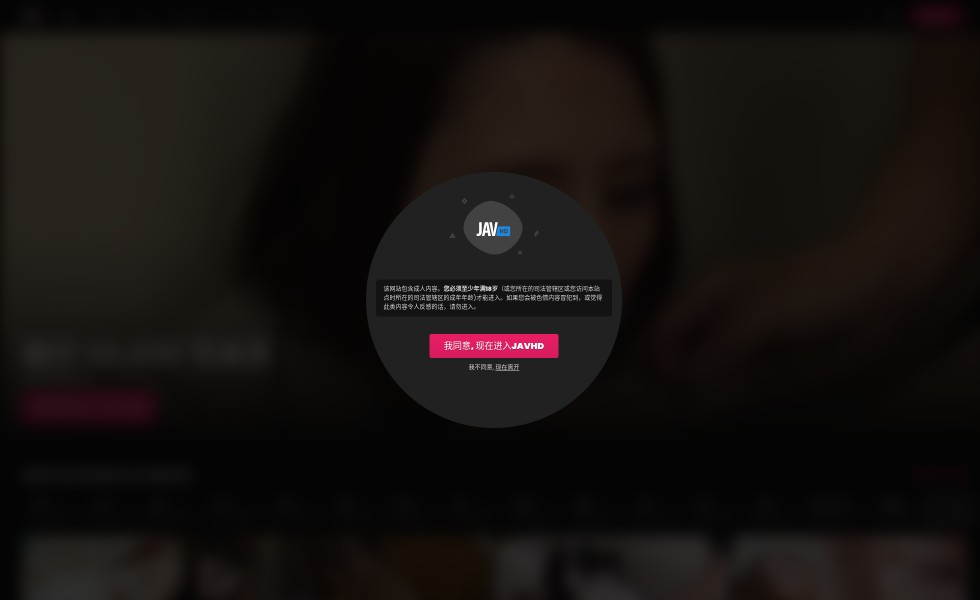 JAV HD
该网站包含成人内容。您必须至少年满18岁（或您所在的司法管辖区或您访问本站
点时所在的司法管辖区的成年年龄)才能进入。如果您会被色情内容冒犯到，或觉得
此类内容令人反感的话，请勿进入。
我同意, 现在进入JAVHD
我不同意, 现在离开